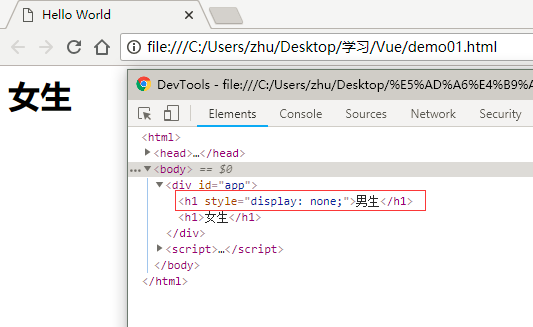 Hello World
file:///C:/Users/zhu/Desktop/学习/Vue/demo01.html
女生
DevTools - file:///C:/Users/zhu/Desktop/%E5%AD%A6%E4%B9%A
Elements Console Sources Network Security
<html>
<head>…</head>
<body> == $0
<div id="app">
<h1 style="display: none;">男生</h1>
<h1>女生</h1>
</div>
<script>…</script>
</body>
</html>